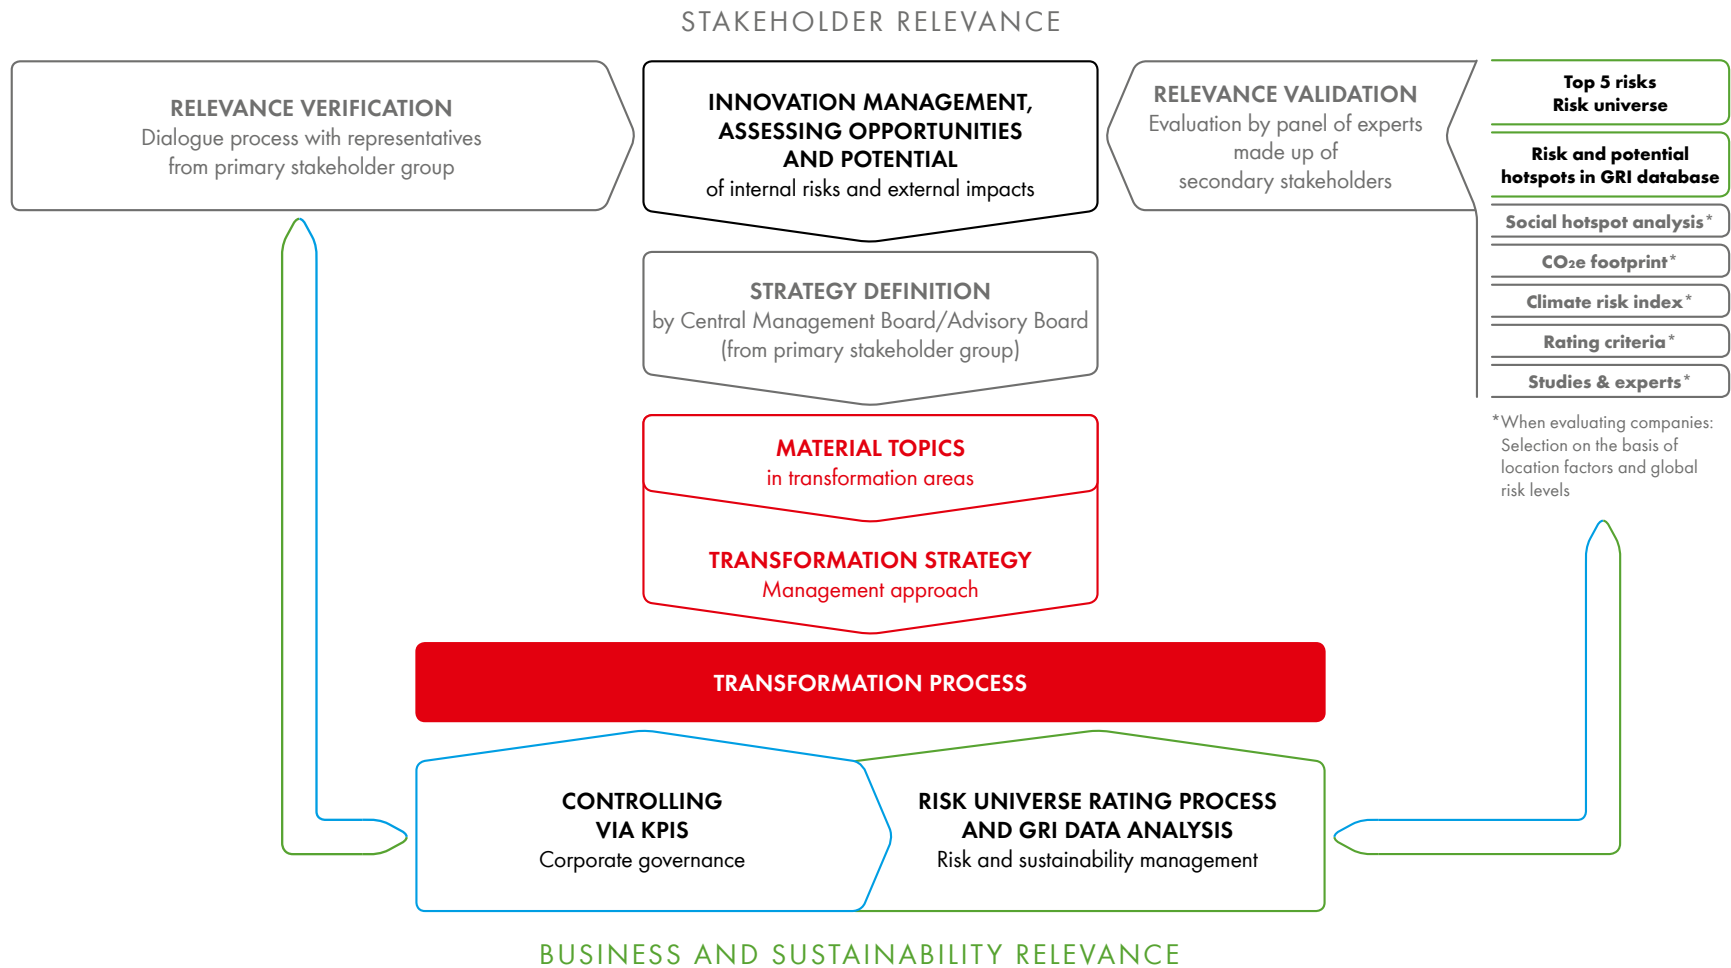 STAKEHOLDER RELEVANCE
RELEVANCE VERIFICATION
Dialogue process with representatives
from primary stakeholder group
INNOVATION MANAGEMENT,
ASSESSING OPPORTUNITIES
AND POTENTIAL
of internal risks and external impacts
RELEVANCE VALIDATION
Evaluation by panel of experts
made up of
secondary stakeholders
Top 5 risks
Risk universe
Risk and potential
hotspots in GRI database
Social hotspot analysis*
CO₂e footprint*
Climate risk index*
Rating criteria*
Studies & experts*
*When evaluating companies:
Selection on the basis of
location factors and global
risk levels
STRATEGY DEFINITION
by Central Management Board/Advisory Board
(from primary stakeholder group)
MATERIAL TOPICS
in transformation areas
TRANSFORMATION STRATEGY
Management approach
TRANSFORMATION PROCESS
CONTROLLING
VIA KPIS
Corporate governance
RISK UNIVERSE RATING PROCESS
AND GRI DATA ANALYSIS
Risk and sustainability management
BUSINESS AND SUSTAINABILITY RELEVANCE